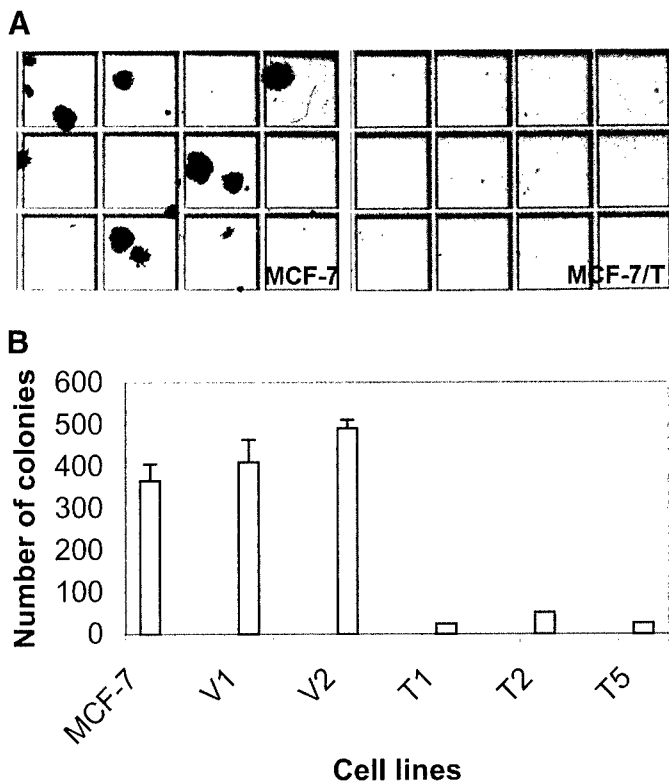 A
MCF-7
MCF-7/T
B
Number of colonies
600
500
400
300
200
100
0
MCF-7
V1
V2
T1
T2
T5
Cell lines